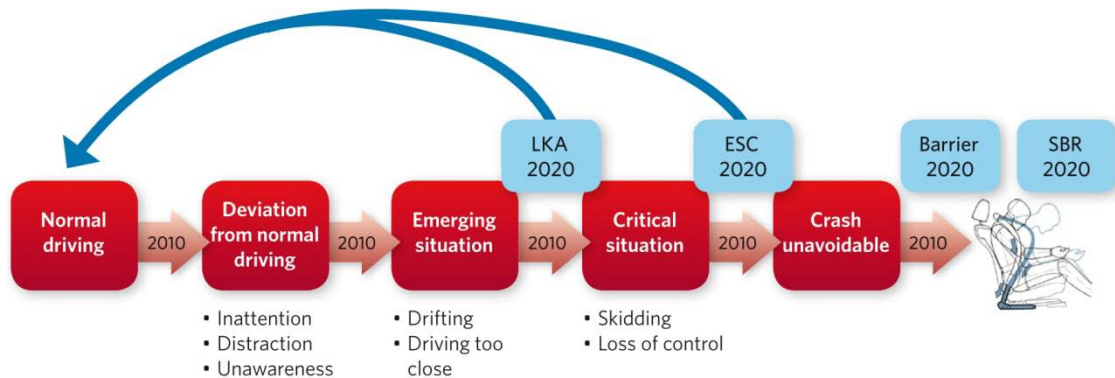 LKA
2020
ESC
2020
Barrier
2020
SBR
2020
Normal
driving
2010
Deviation
from normal
driving
2010
Emerging
situation
2010
Critical
situation
2010
Crash
unavoidable
2010
• Inattention
• Distraction
• Unawareness
• Drifting
• Driving too
close
• Skidding
• Loss of control